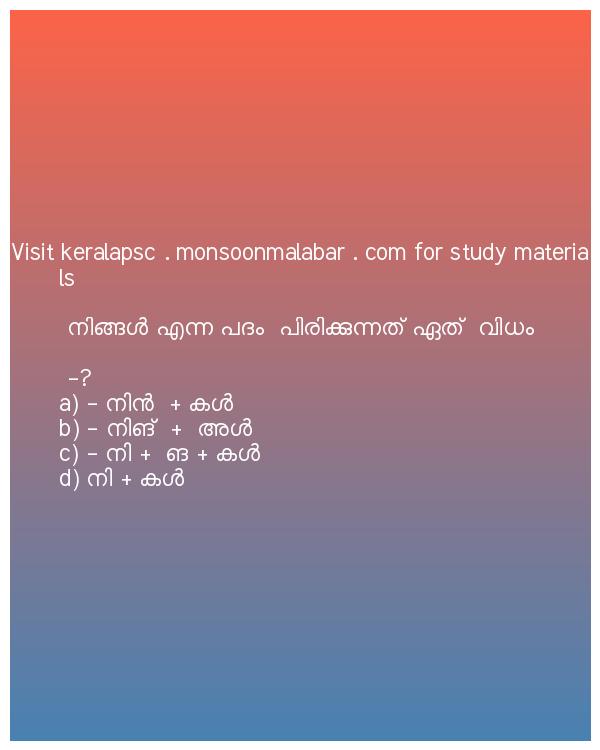 Visit keralapsc . monsoonmalabar . com for study materia
ls
നിങ്ങൾ എന്ന പദം പിരിക്കുന്നത് ഏത് വിധം
-?
a) - നിൻ + കൾ
b) - നിങ് + അൾ
c) - നി + ങ + കൾ
d) നി + കൾ